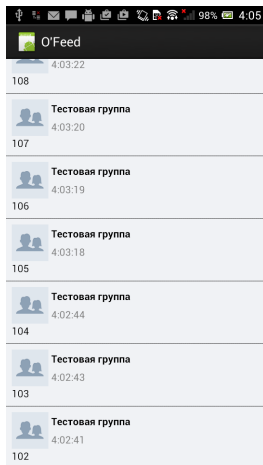 98% 4:05
O'Feed
4:03:22
108
Тестовая группа
4:03:20
107
Тестовая группа
4:03:19
106
Тестовая группа
4:03:18
105
Тестовая группа
4:02:44
104
Тестовая группа
4:02:43
103
Тестовая группа
4:02:41
102